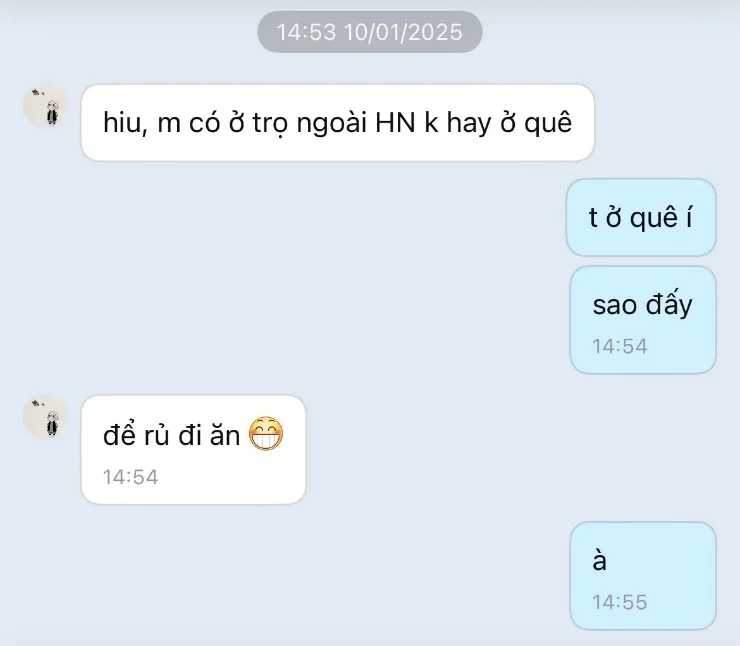 14:53 10/01/2025
hiu, m có ở trọ ngoài HN k hay ở quê
t ở quê í
sao đấy
14:54
để rủ đi ăn 😁
14:54
à
14:55